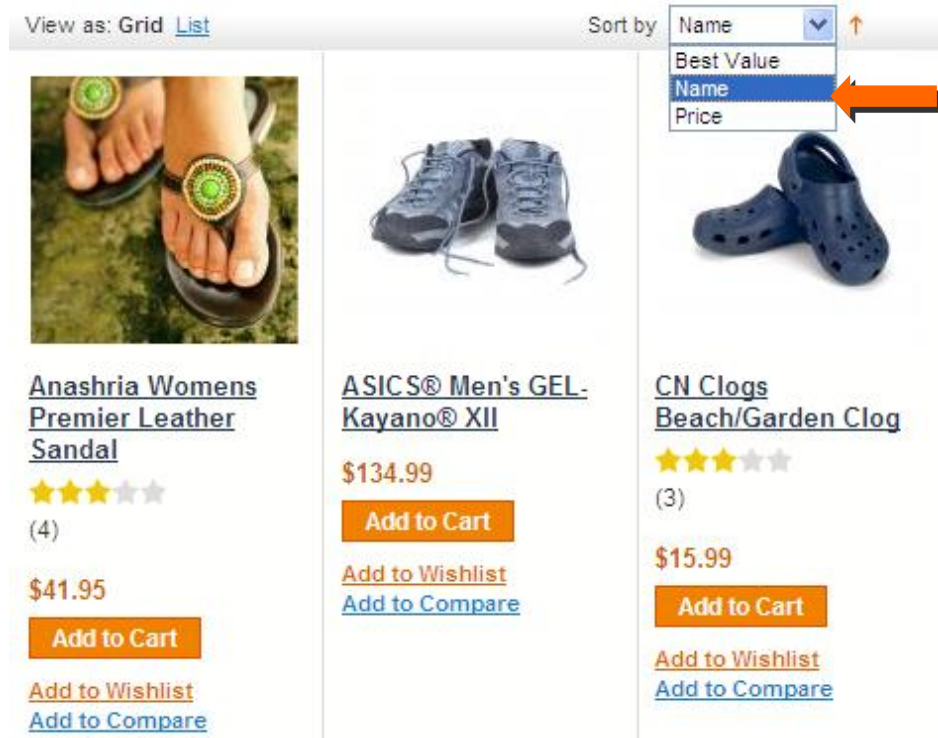 View as: Grid List
Sort by Name
Best Value
Name
Price
Anashria Womens
Premier Leather
Sandal
(4)
$41.95
Add to Cart
Add to Wishlist
Add to Compare
ASICS® Men's GEL-
Kayano® XII
$134.99
Add to Cart
Add to Wishlist
Add to Compare
CN Clogs
Beach/Garden Clog
(3)
$15.99
Add to Cart
Add to Wishlist
Add to Compare